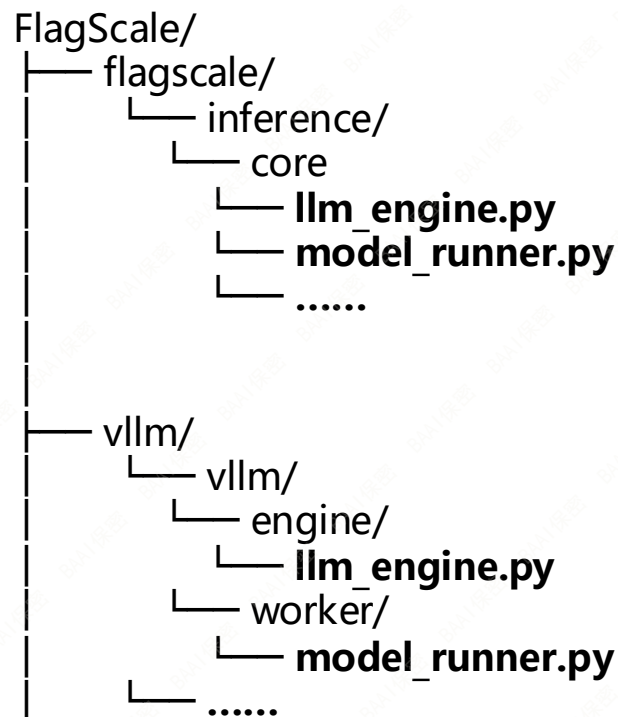 FlagScale/
├── flagscale/
│ └── inference/
│ └── core
│ └── llm_engine.py
│ └── model_runner.py
│ └── ......
│
│
├── vllm/
│ └── vllm/
│ └── engine/
│ └── llm_engine.py
│ └── worker/
│ └── model_runner.py
│ └── ......